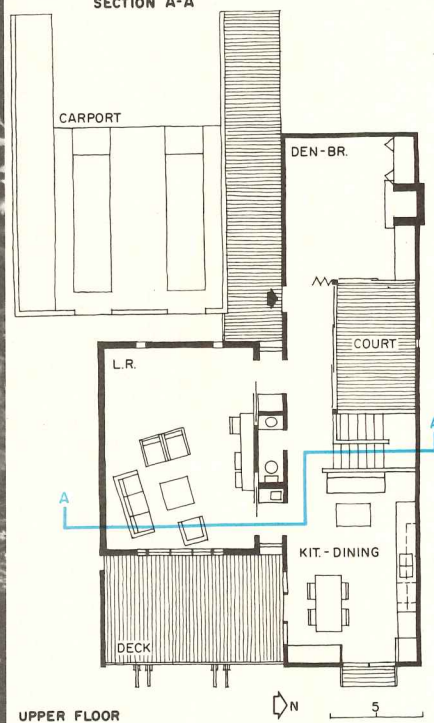 SECTION A-A
CARPORT
DEN-BR.
COURT
L.R.
A
A
KIT.-DINING
DECK
UPPER FLOOR
N
5